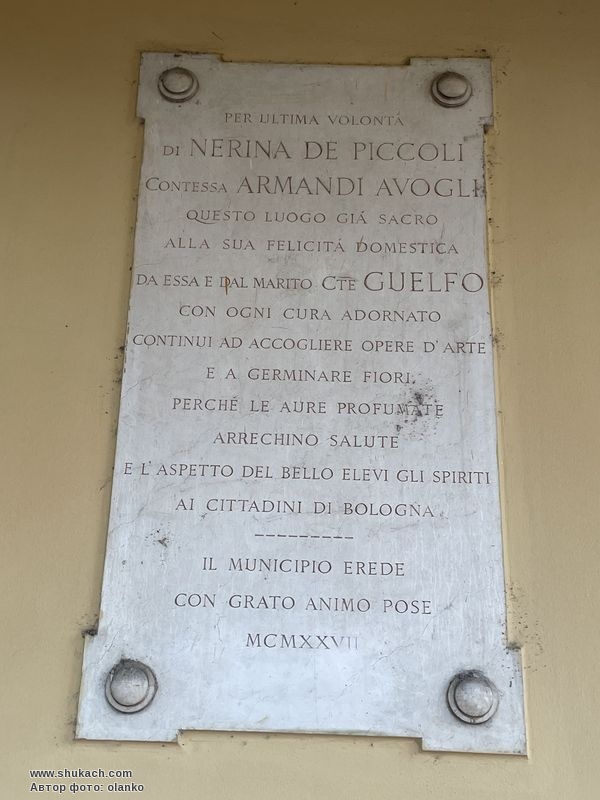 PER ULTIMA VOLONTÁ
DI NERINA DE PICCOLI
CONTESSA ARMANDI AVOGLI
QUESTO LUOGO GIÁ SACRO
ALLA SUA FELICITÁ DOMESTICA
DA ESSA E DAL MARITO CTE GUELFO
CON OGNI CURA ADORNATO
CONTINUI AD ACCOGLIERE OPERE D'ARTE
E A GERMINARE FIORI
PERCHÉ LE AURE PROFUMATE
ARRECHINO SALUTE
E L'ASPETTO DEL BELLO ELEVI GLI SPIRITI
AI CITTADINI DI BOLOGNA
----------
IL MUNICIPIO EREDE
CON GRATO ANIMO POSE
MCMXXVII
www.shukach.com
Автор фото: olanko